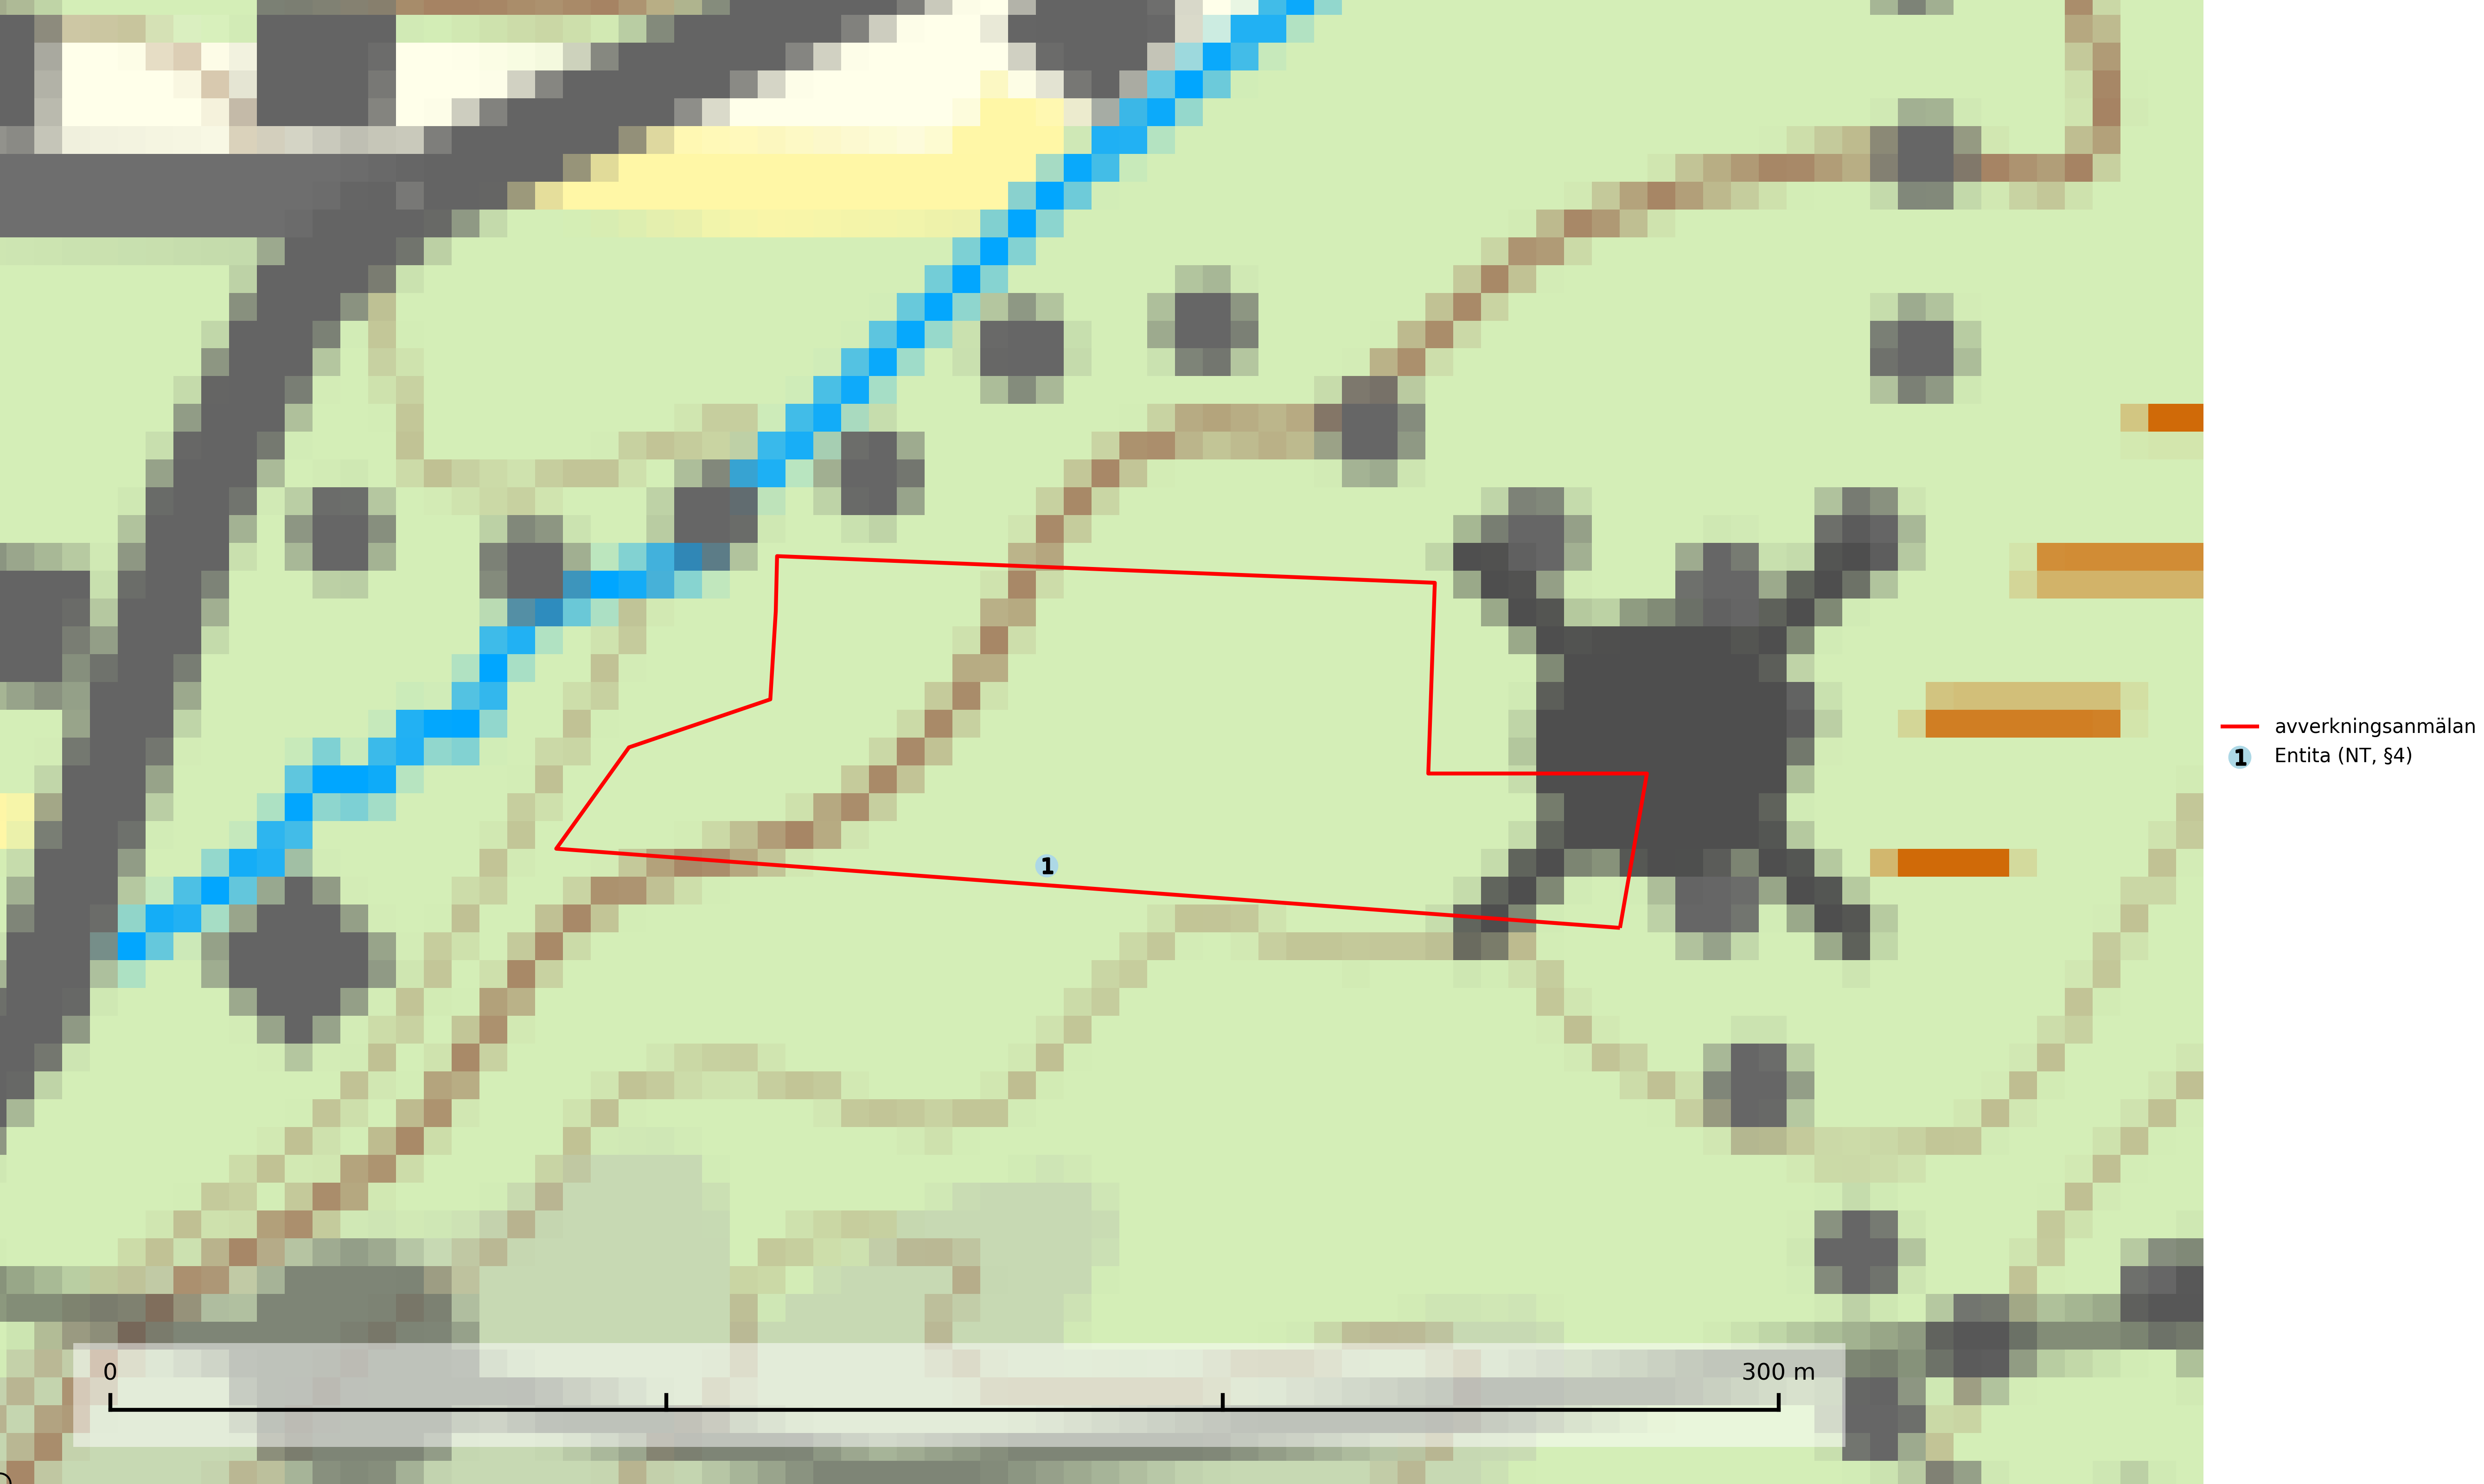 1
avverkningsanmälan
1 Entita (NT, §4)
0 300 m